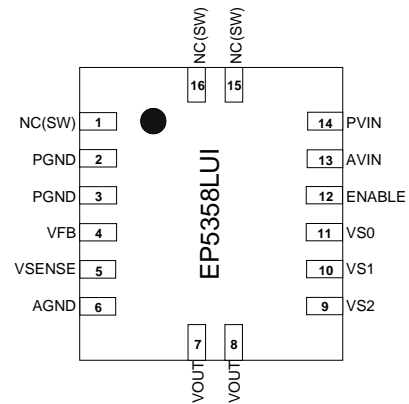 NC(SW)
NC(SW)
16
15
NC(SW)
1
14
PVIN
PGND
2
13
AVIN
PGND
3
12
ENABLE
VFB
4
11
VS0
VSENSE
5
10
VS1
AGND
6
9
VS2
EP5358LUI
7
8
VOUT
VOUT